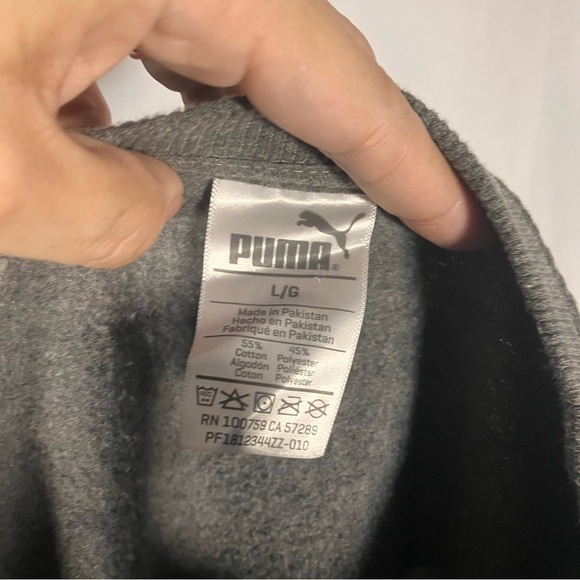 PUMA®
L/G
Made in Pakistan
Hecho en Pakistan
Fabriqué en Pakistan
55% 45%
Cotton Polyester
Algodón Poliéster
Coton Polyester
RN 100759 CA 57289
PF1812344ZZ-010